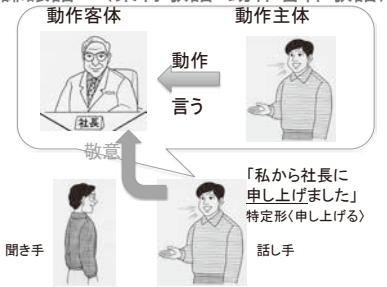 動作客体
動作主体
動作
言う
社長
敬意
「私から社長に
申し上げました」
特定形〈申し上げる〉
聞き手
話し手